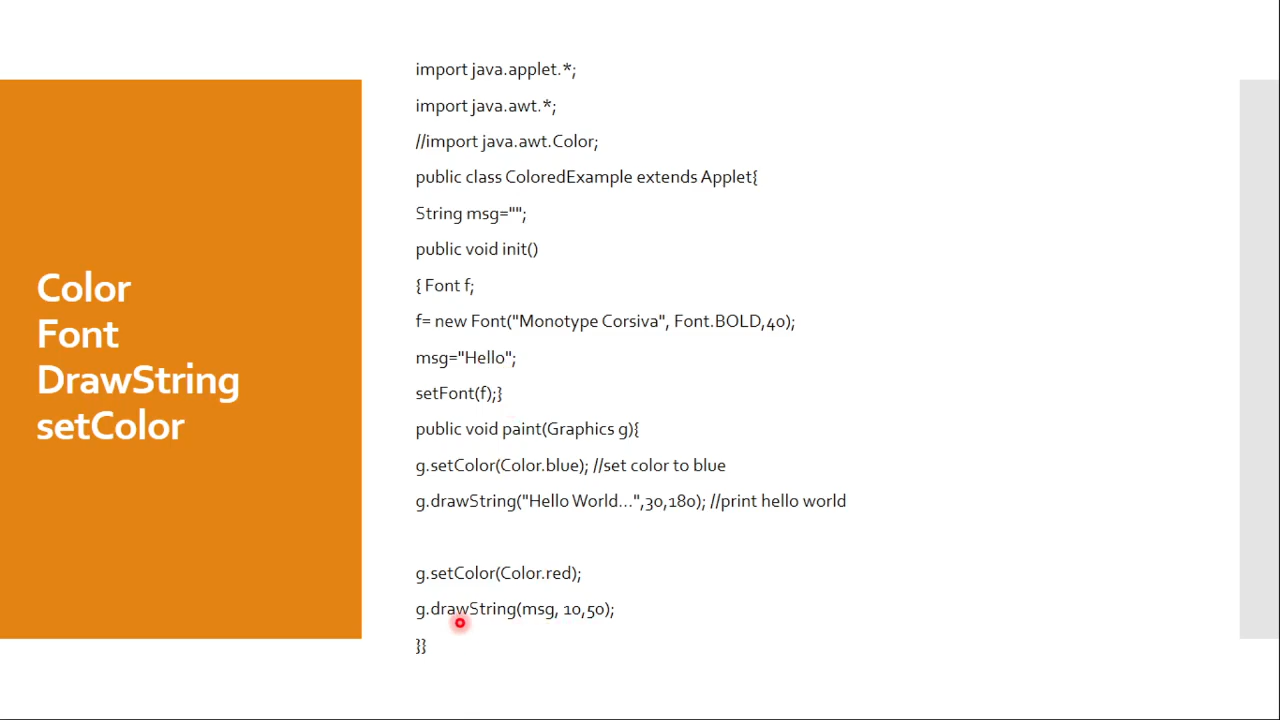 Color
Font
DrawString
setColor
import java.applet.*;
import java.awt.*;
//import java.awt.Color;
public class ColoredExample extends Applet{
String msg="";
public void init()
{ Font f;
f= new Font("Monotype Corsiva", Font.BOLD,40);
msg="Hello";
setFont(f);}
public void paint(Graphics g){
g.setColor(Color.blue); //set color to blue
g.drawString("Hello World...",30,180); //print hello world
g.setColor(Color.red);
g.drawString(msg, 10,50);
}}